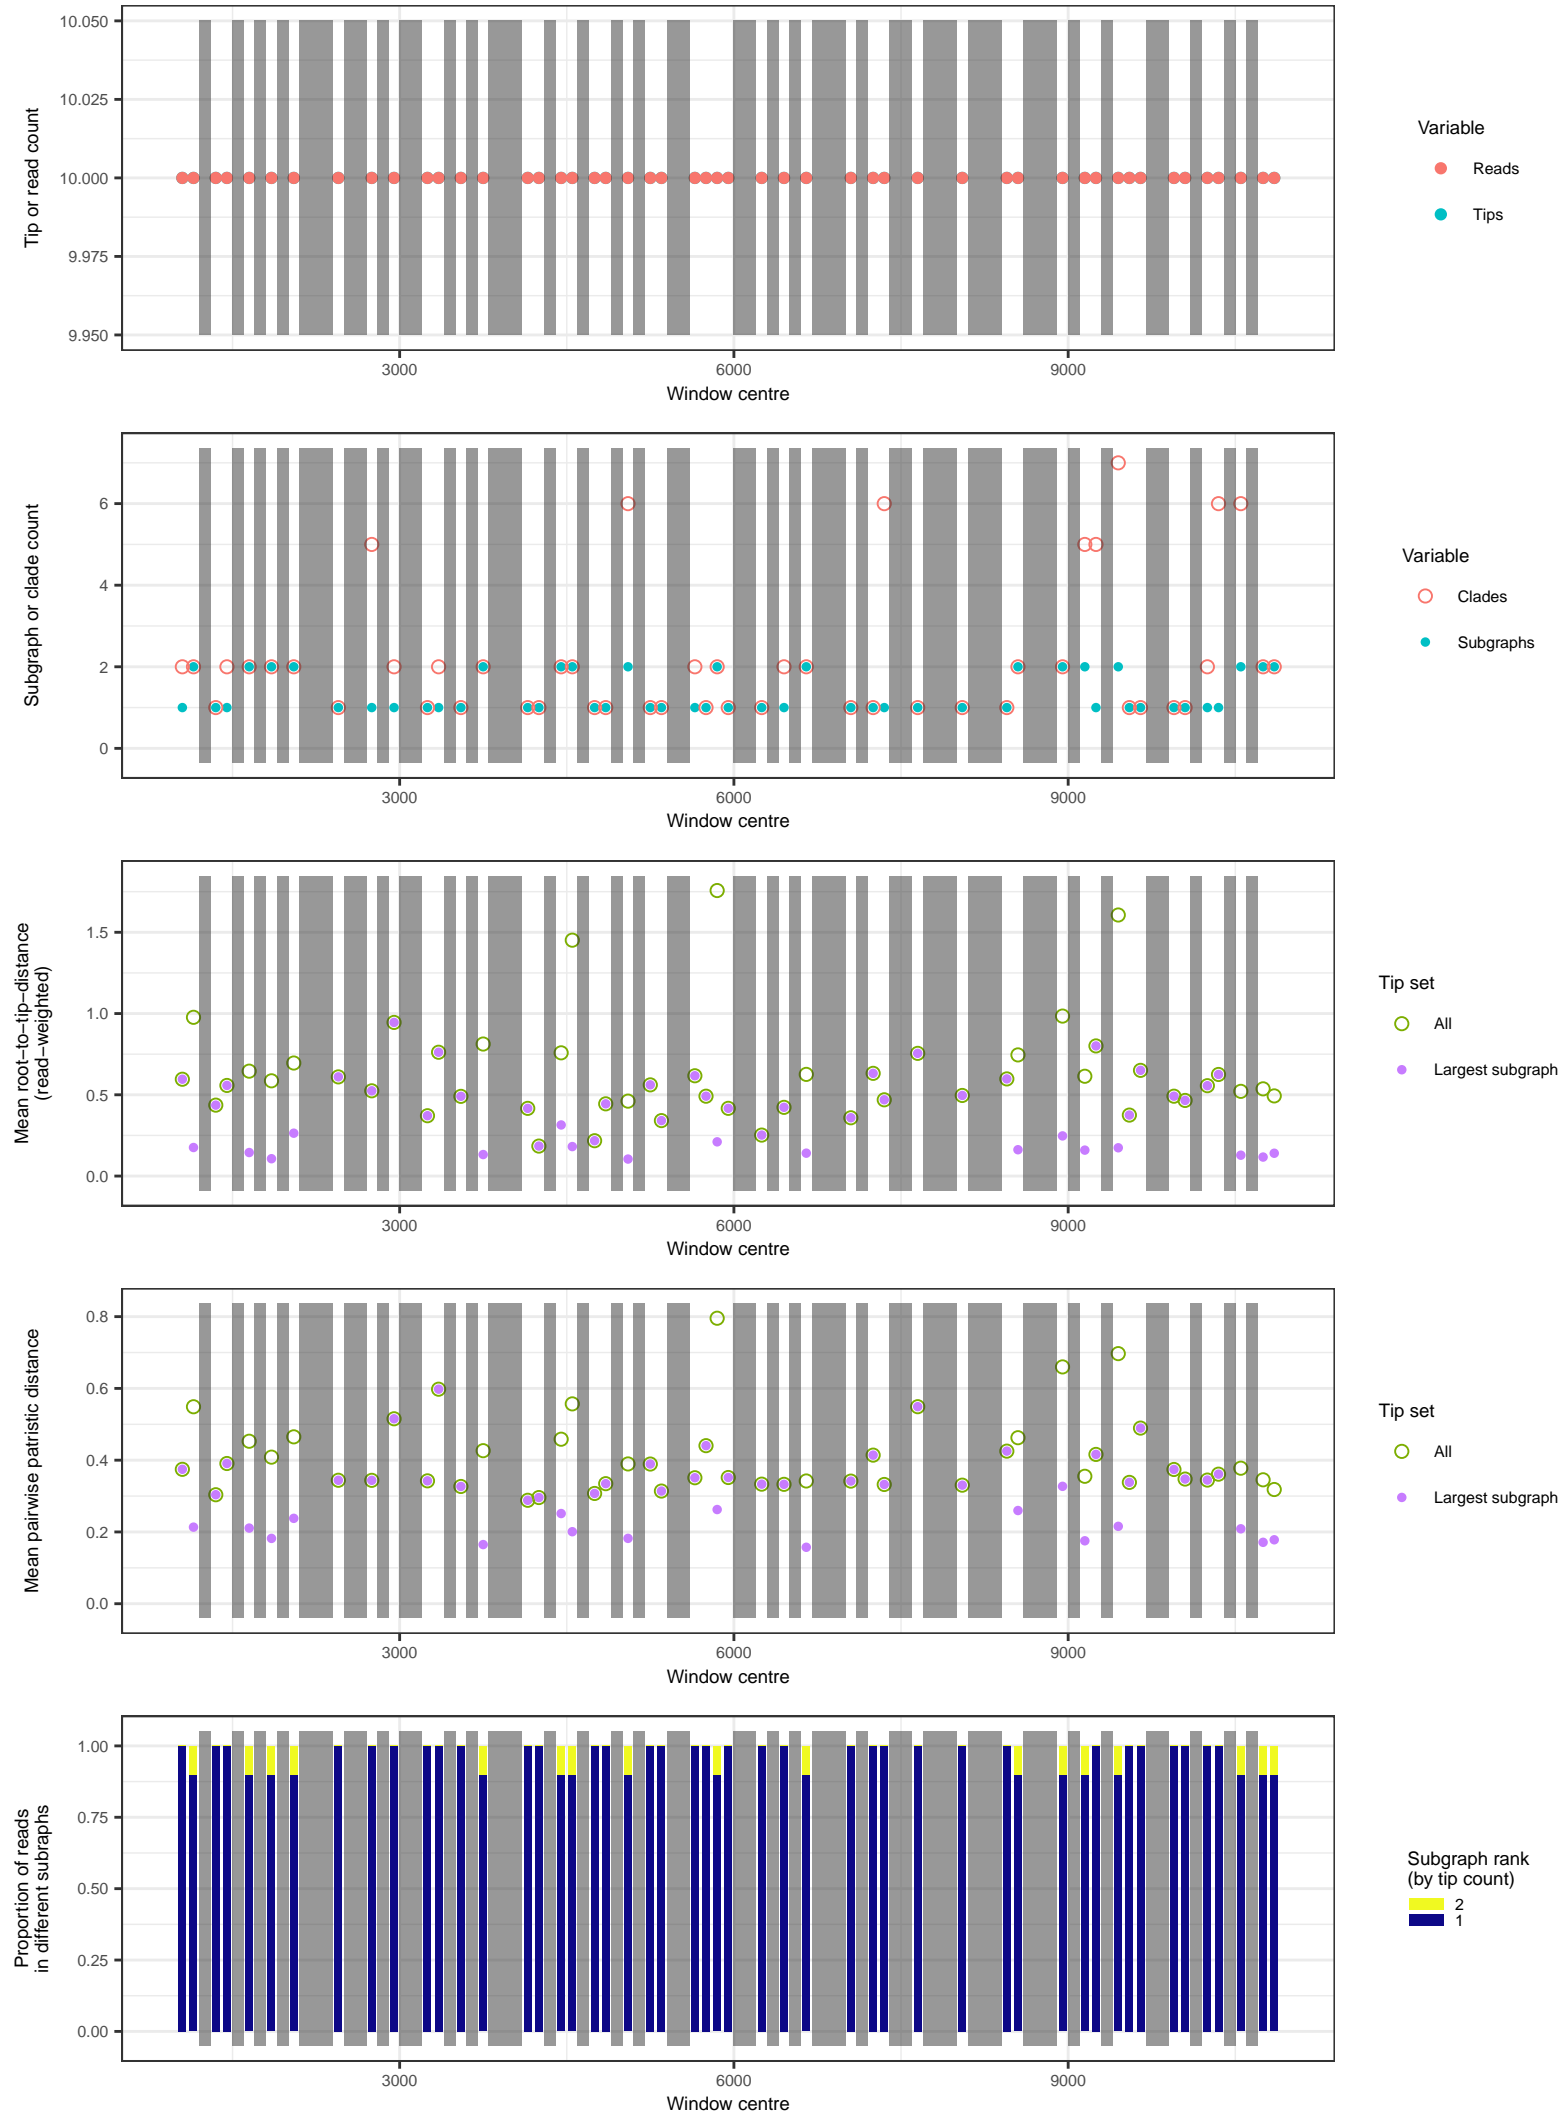 10.050
10.025
10.000
9.975
9.950
Tip or read count
3000
6000
9000
Window centre
Variable
Reads
Tips
6
4
2
0
Subgraph or clade count
3000
6000
9000
Window centre
Variable
Clades
Subgraphs
1.5
1.0
0.5
0.0
Mean root−to−tip−distance
(read−weighted)
3000
6000
9000
Window centre
Tip set
All
Largest subgraph
0.8
0.6
0.4
0.2
0.0
Mean pairwise patristic distance
3000
6000
9000
Window centre
Tip set
All
Largest subgraph
1.00
0.75
0.50
0.25
0.00
Proportion of reads
in different subraphs
3000
6000
9000
Window centre
Subgraph rank
(by tip count)
2
1